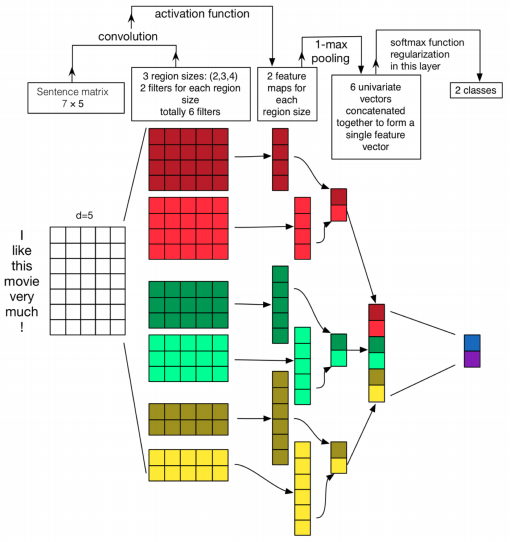 activation function
convolution
1-max
pooling
softmax function
regularization
in this layer
Sentence matrix
7 × 5
3 region sizes: (2,3,4)
2 filters for each region
size
totally 6 filters
2 feature
maps for
each
region size
6 univariate
vectors
concatenated
together to form a
single feature
vector
2 classes
d=5
I
like
this
movie
very
much
!